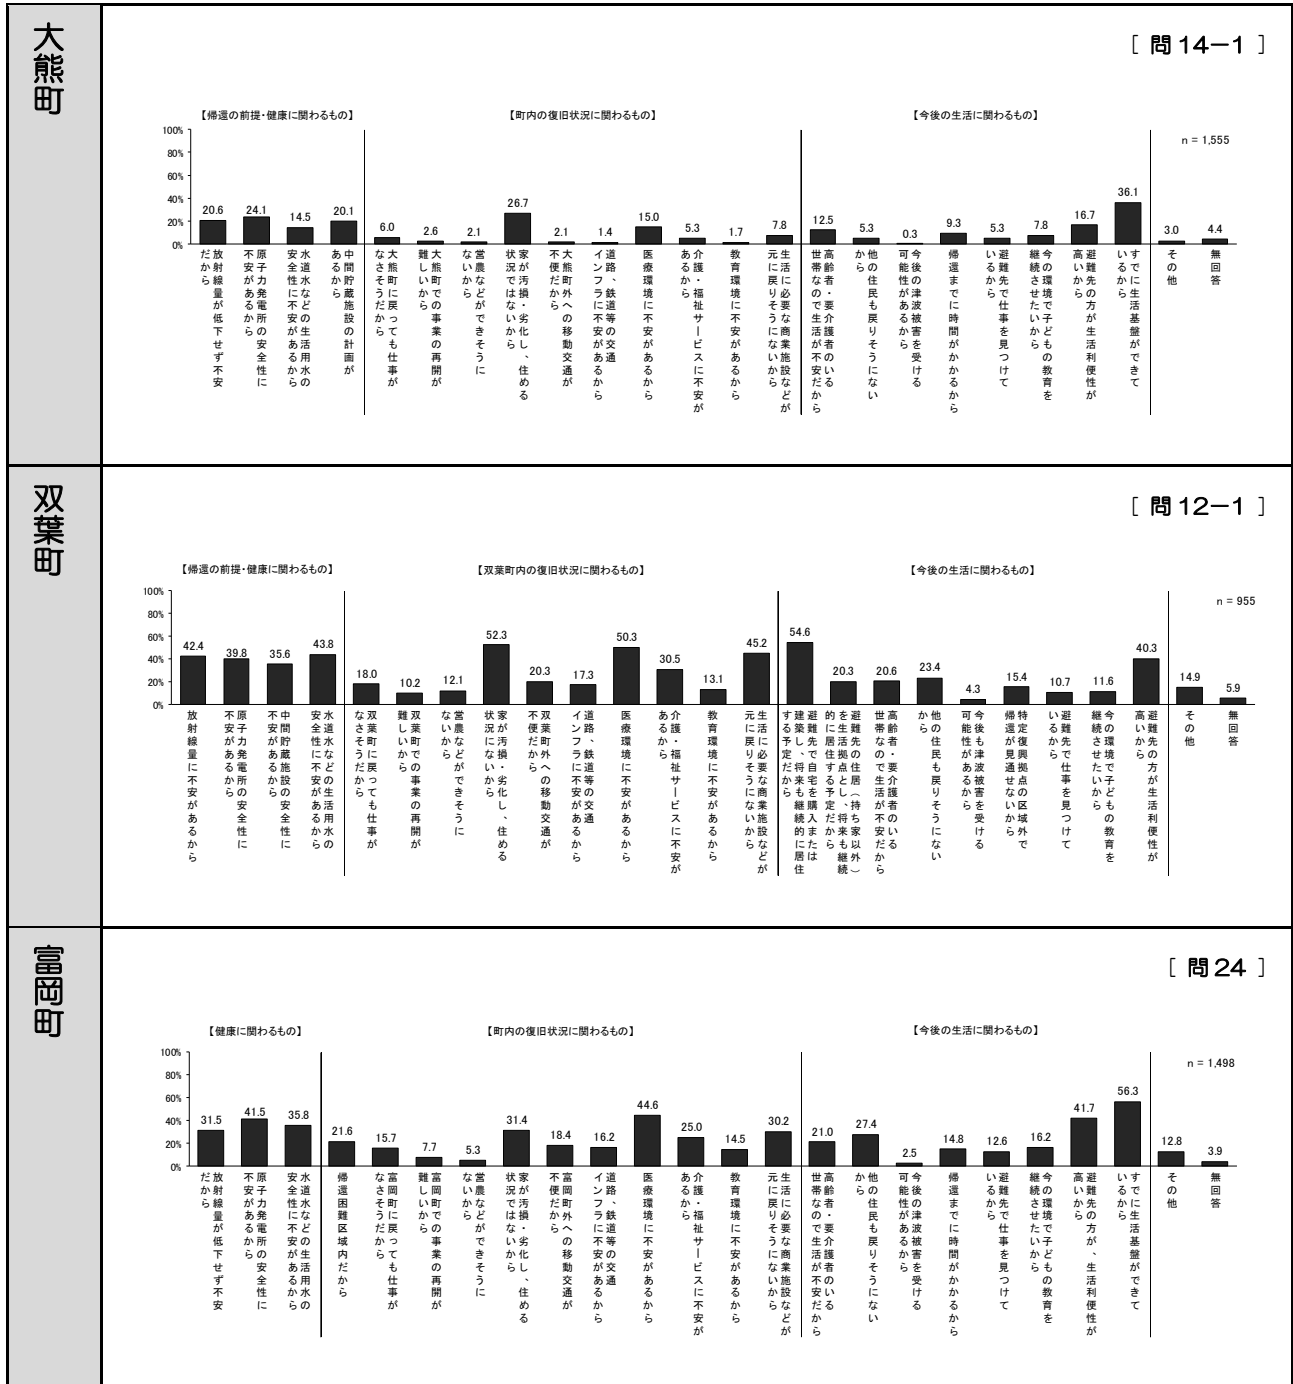 大熊町
[ 問14－1 ]
【帰還の前提・健康に関わるもの】
【町内の復旧状況に関わるもの】
【今後の生活に関わるもの】
n = 1,555
100%
80%
60%
40%
20%
0%
20.6
24.1
14.5
20.1
6.0
2.6
2.1
26.7
2.1
1.4
15.0
5.3
1.7
7.8
12.5
5.3
0.3
9.3
5.3
7.8
16.7
36.1
3.0
4.4
放射線量が低下せず不安
だから
原子力発電所の安全性に
不安があるから
水道水などの生活用水の
安全性に不安があるから
中間貯蔵施設の計画が
あるから
大熊町に戻っても仕事が
なさそうだから
大熊町での事業の再開が
難しいから
営農などができそうに
ないから
家が汚損・劣化し、住める
状況ではないから
大熊町外への移動交通が
不便だから
道路、鉄道等の交通
インフラに不安があるから
医療環境に不安があるから
介護・福祉サービスに不安が
あるから
教育環境に不安があるから
生活に必要な商業施設などが
元に戻りそうにないから
高齢者・要介護者のいる
世帯なので生活が不安だから
他の住民も戻りそうにない
から
今後の津波被害を受ける
可能性があるから
帰還までに時間がかかるから
避難先で仕事を見つけて
いるから
今の環境で子どもの教育を
継続させたいから
避難先の方が生活利便性が
高いから
すでに生活基盤ができて
いるから
その他
無回答
双葉町
[ 問12－1 ]
【帰還の前提・健康に関わるもの】
【双葉町内の復旧状況に関わるもの】
【今後の生活に関わるもの】
n = 955
100%
80%
60%
40%
20%
0%
42.4
39.8
35.6
43.8
18.0
10.2
12.1
52.3
20.3
17.3
50.3
30.5
13.1
45.2
54.6
20.3
20.6
23.4
4.3
15.4
10.7
11.6
40.3
14.9
5.9
放射線量に不安があるから
原子力発電所の安全性に
不安があるから
中間貯蔵施設の安全性に
不安があるから
水道水などの生活用水の
安全性に不安があるから
双葉町に戻っても仕事が
なさそうだから
双葉町での事業の再開が
難しいから
営農などができそうに
ないから
家が汚損・劣化し、住める
状況にないから
双葉町外への移動交通が
不便だから
道路、鉄道等の交通
インフラに不安があるから
医療環境に不安があるから
介護・福祉サービスに不安が
あるから
教育環境に不安があるから
生活に必要な商業施設などが
元に戻りそうにないから
避難先で自宅を購入または
建築し、将来も継続的に居住
する予定だから
避難先の住居（持ち家以外）
を生活拠点とし、将来も継続
的に居住する予定だから
高齢者・要介護者のいる
世帯なので生活が不安だから
他の住民も戻りそうにない
から
今後も津波被害を受ける
可能性があるから
特定復興拠点の区域外で
帰還が見通せないから
避難先で仕事を見つけて
いるから
今の環境で子どもの教育を
継続させたいから
避難先の方が生活利便性が
高いから
その他
無回答
富岡町
[ 問24 ]
【健康に関わるもの】
【町内の復旧状況に関わるもの】
【今後の生活に関わるもの】
n = 1,498
100%
80%
60%
40%
20%
0%
31.5
41.5
35.8
21.6
15.7
7.7
5.3
31.4
18.4
16.2
44.6
25.0
14.5
30.2
21.0
27.4
2.5
14.8
12.6
16.2
41.7
56.3
12.8
3.9
放射線量が低下せず不安
だから
原子力発電所の安全性に
不安があるから
水道水などの生活用水の
安全性に不安があるから
帰還困難区域内だから
富岡町に戻っても仕事が
なさそうだから
富岡町での事業の再開が
難しいから
営農などができそうに
ないから
家が汚損・劣化し、住める
状況ではないから
富岡町外への移動交通が
不便だから
道路、鉄道等の交通
インフラに不安があるから
医療環境に不安があるから
介護・福祉サービスに不安が
あるから
教育環境に不安があるから
生活に必要な商業施設などが
元に戻りそうにないから
高齢者・要介護者のいる
世帯なので生活が不安だから
他の住民も戻りそうにない
から
今後の津波被害を受ける
可能性があるから
帰還までに時間がかかるから
避難先で仕事を見つけて
いるから
今の環境で子どもの教育を
継続させたいから
避難先の方が、生活利便性が
高いから
すでに生活基盤ができて
いるから
その他
無回答